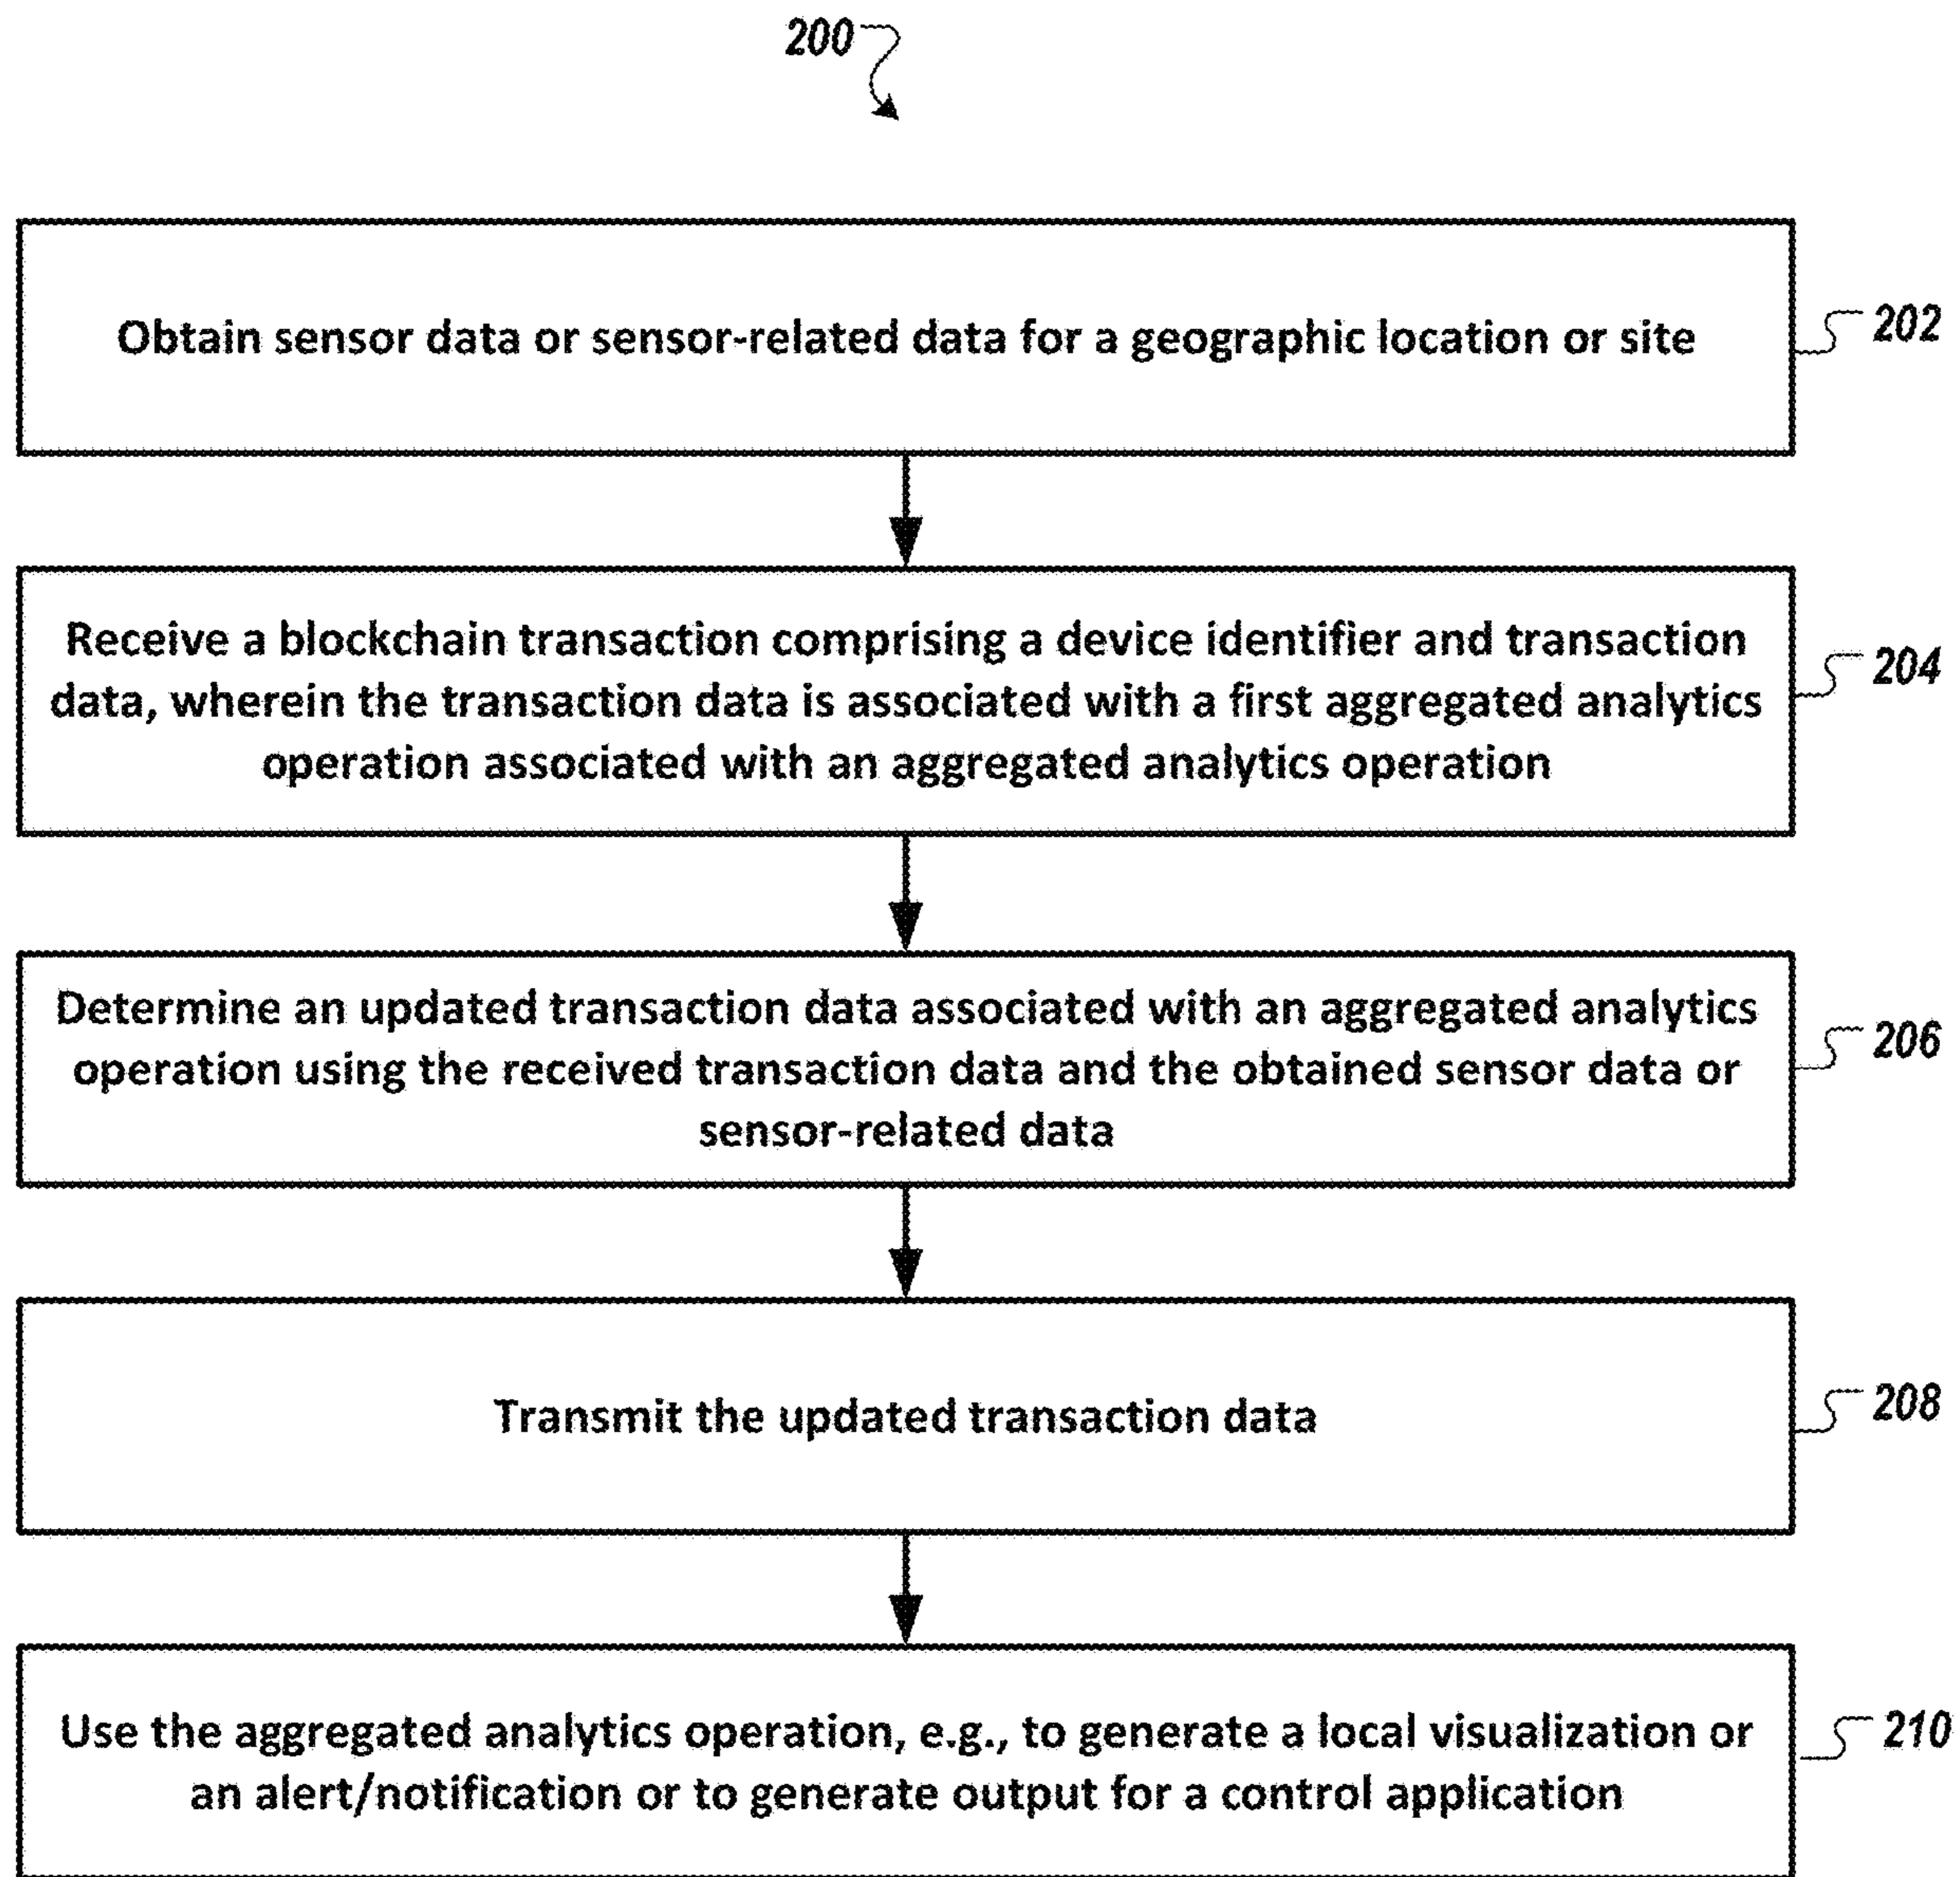 200
Obtain sensor data or sensor-related data for a geographic location or site
202
Receive a blockchain transaction comprising a device identifier and transaction
data, wherein the transaction data is associated with a first aggregated analytics
operation associated with an aggregated analytics operation
204
Determine an updated transaction data associated with an aggregated analytics
operation using the received transaction data and the obtained sensor data or
sensor-related data
206
Transmit the updated transaction data
208
Use the aggregated analytics operation, e.g., to generate a local visualization or
an alert/notification or to generate output for a control application
210